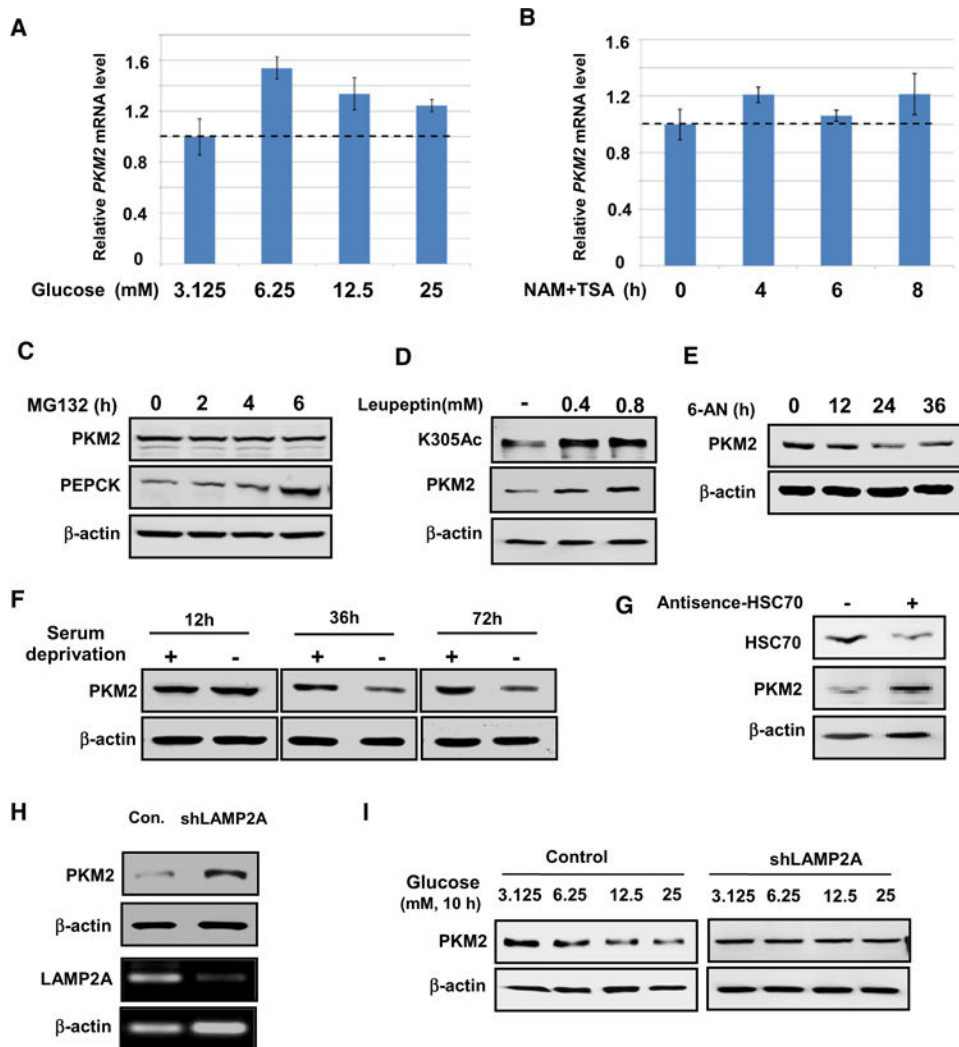 A
Relative PKM2 mRNA level
1.6
1.2
0.8
0.4
0
Glucose (mM) 3.125 6.25 12.5 25
B
Relative PKM2 mRNA level
1.6
1.2
0.8
0.4
0
NAM+TSA (h) 0 4 6 8
C
MG132 (h) 0 2 4 6
PKM2
PEPCK
β-actin
D
Leupeptin(mM) - 0.4 0.8
K305Ac
PKM2
β-actin
E
6-AN (h) 0 12 24 36
PKM2
β-actin
F
12h 36h 72h
Serum
deprivation + - + - + -
PKM2
β-actin
G
Antisence-HSC70 - +
HSC70
PKM2
β-actin
H
Con. shLAMP2A
PKM2
β-actin
LAMP2A
β-actin
I
Control shLAMP2A
Glucose 3.125 6.25 12.5 25 3.125 6.25 12.5 25
(mM, 10 h)
PKM2
β-actin